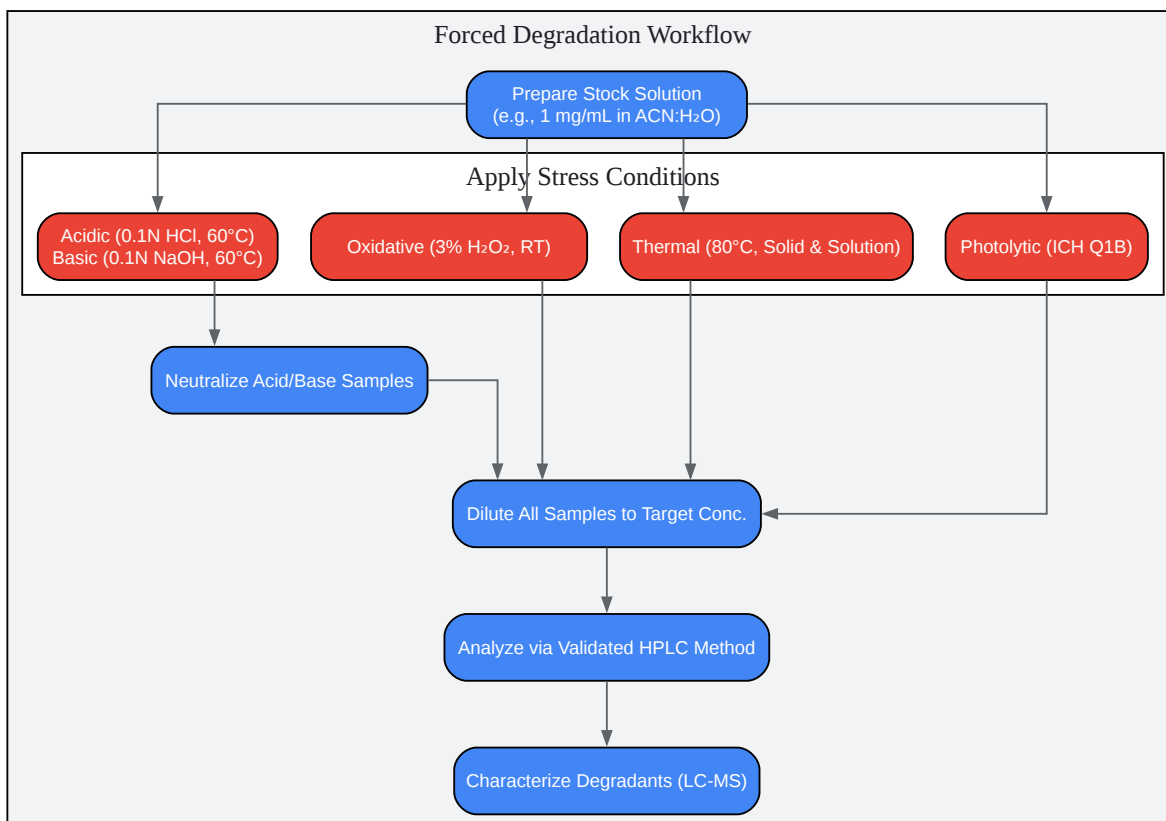 Forced Degradation Workflow
Prepare Stock Solution
(e.g., 1 mg/mL in ACN:H₂O)
Apply Stress Conditions
Acidic (0.1N HCl, 60°C)
Basic (0.1N NaOH, 60°C)
Oxidative (3% H₂O₂, RT)
Thermal (80°C, Solid & Solution)
Photolytic (ICH Q1B)
Neutralize Acid/Base Samples
Dilute All Samples to Target Conc.
Analyze via Validated HPLC Method
Characterize Degradants (LC-MS)